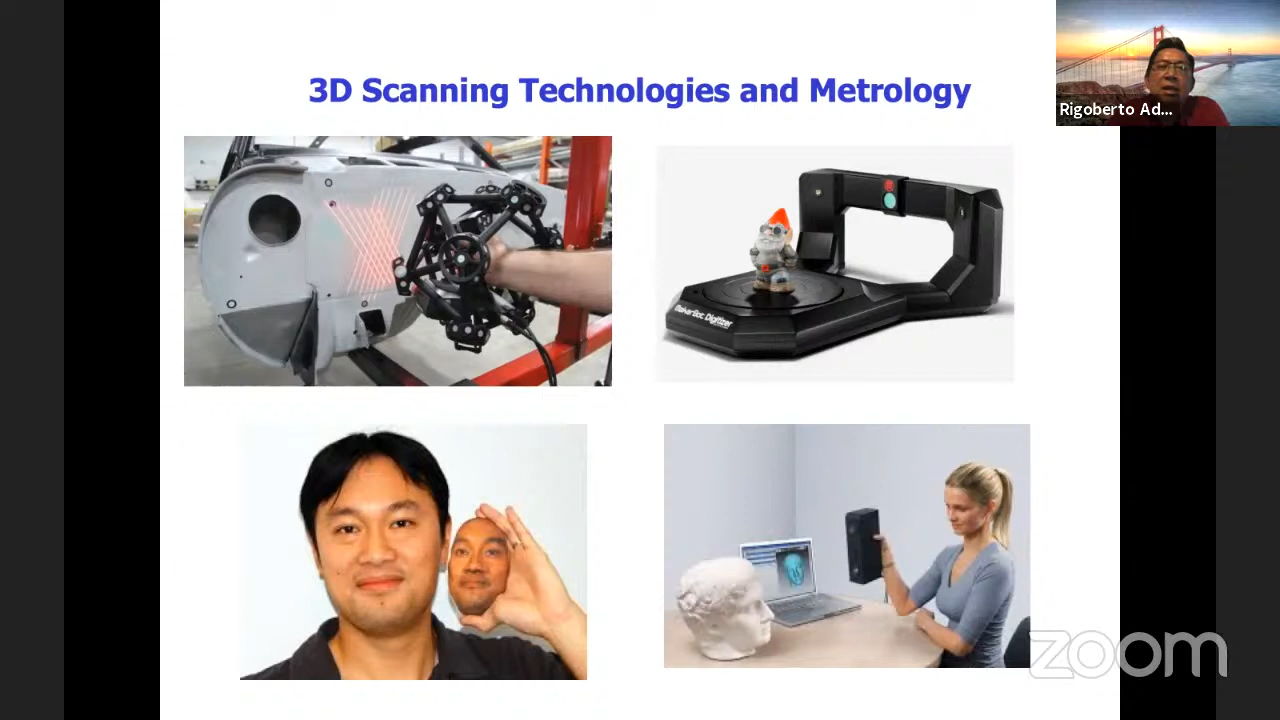 3D Scanning Technologies and Metrology
Rigoberto Ad...
MakerBot Digitizer
zoom